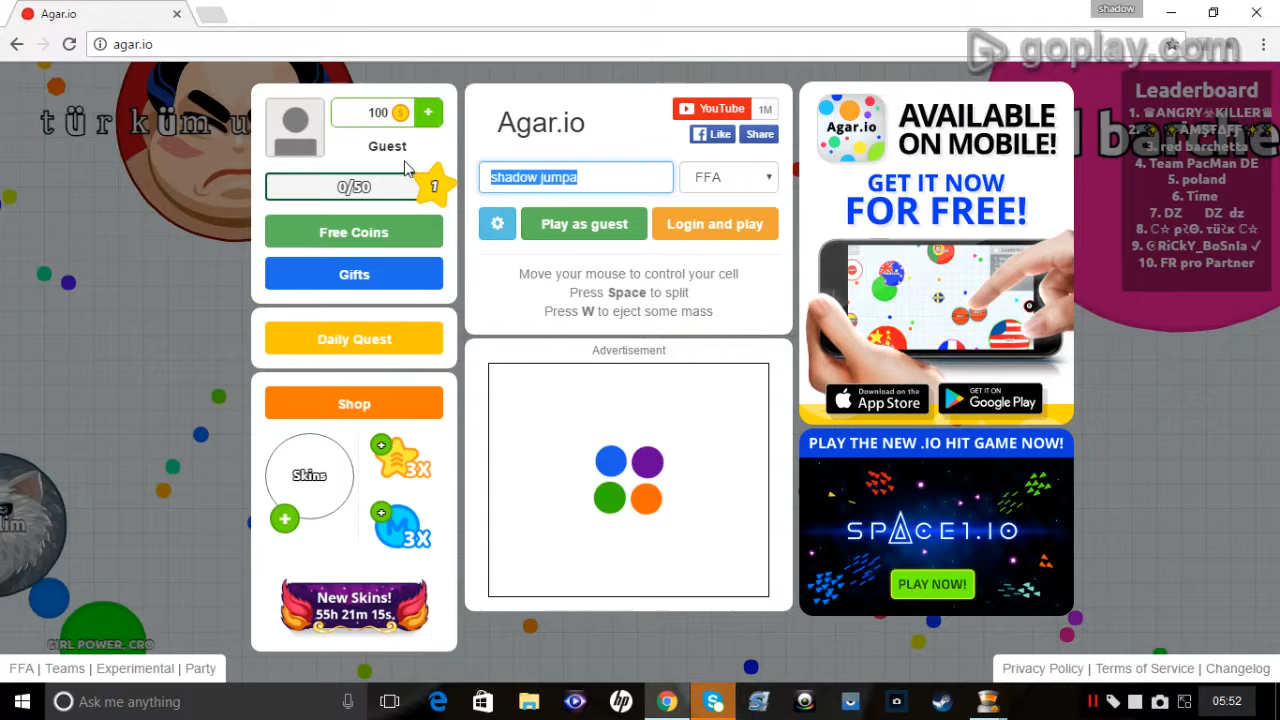 Agar.io
shadow
agar.io
goplay.com
t ü r k ü m
100
Guest
0/50
1
Free Coins
Gifts
Daily Quest
Shop
Skins
3X
M
3X
New Skins!
55h 21m 15s.
Agar.io
YouTube
1M
Like
Share
shadow jumpa
FFA
Play as guest
Login and play
Move your mouse to control your cell
Press Space to split
Press W to eject some mass
Advertisement
Agar.io
AVAILABLE
ON MOBILE!
GET IT NOW
FOR FREE!
Download on the
App Store
GET IT ON
Google Play
PLAY THE NEW .IO HIT GAME NOW!
SPACE1.IO
PLAY NOW!
Leaderboard
3. red barchetta
4. Team PacMan DE
5. poland
6. Time
7. DZ DZ dz
9. ☪RiCkY_BoSnIa ✓
10. FR pro Partner
GIRL POWER, CR@
FFA | Teams | Experimental | Party
Privacy Policy | Terms of Service | Changelog
Ask me anything
hp
05:52